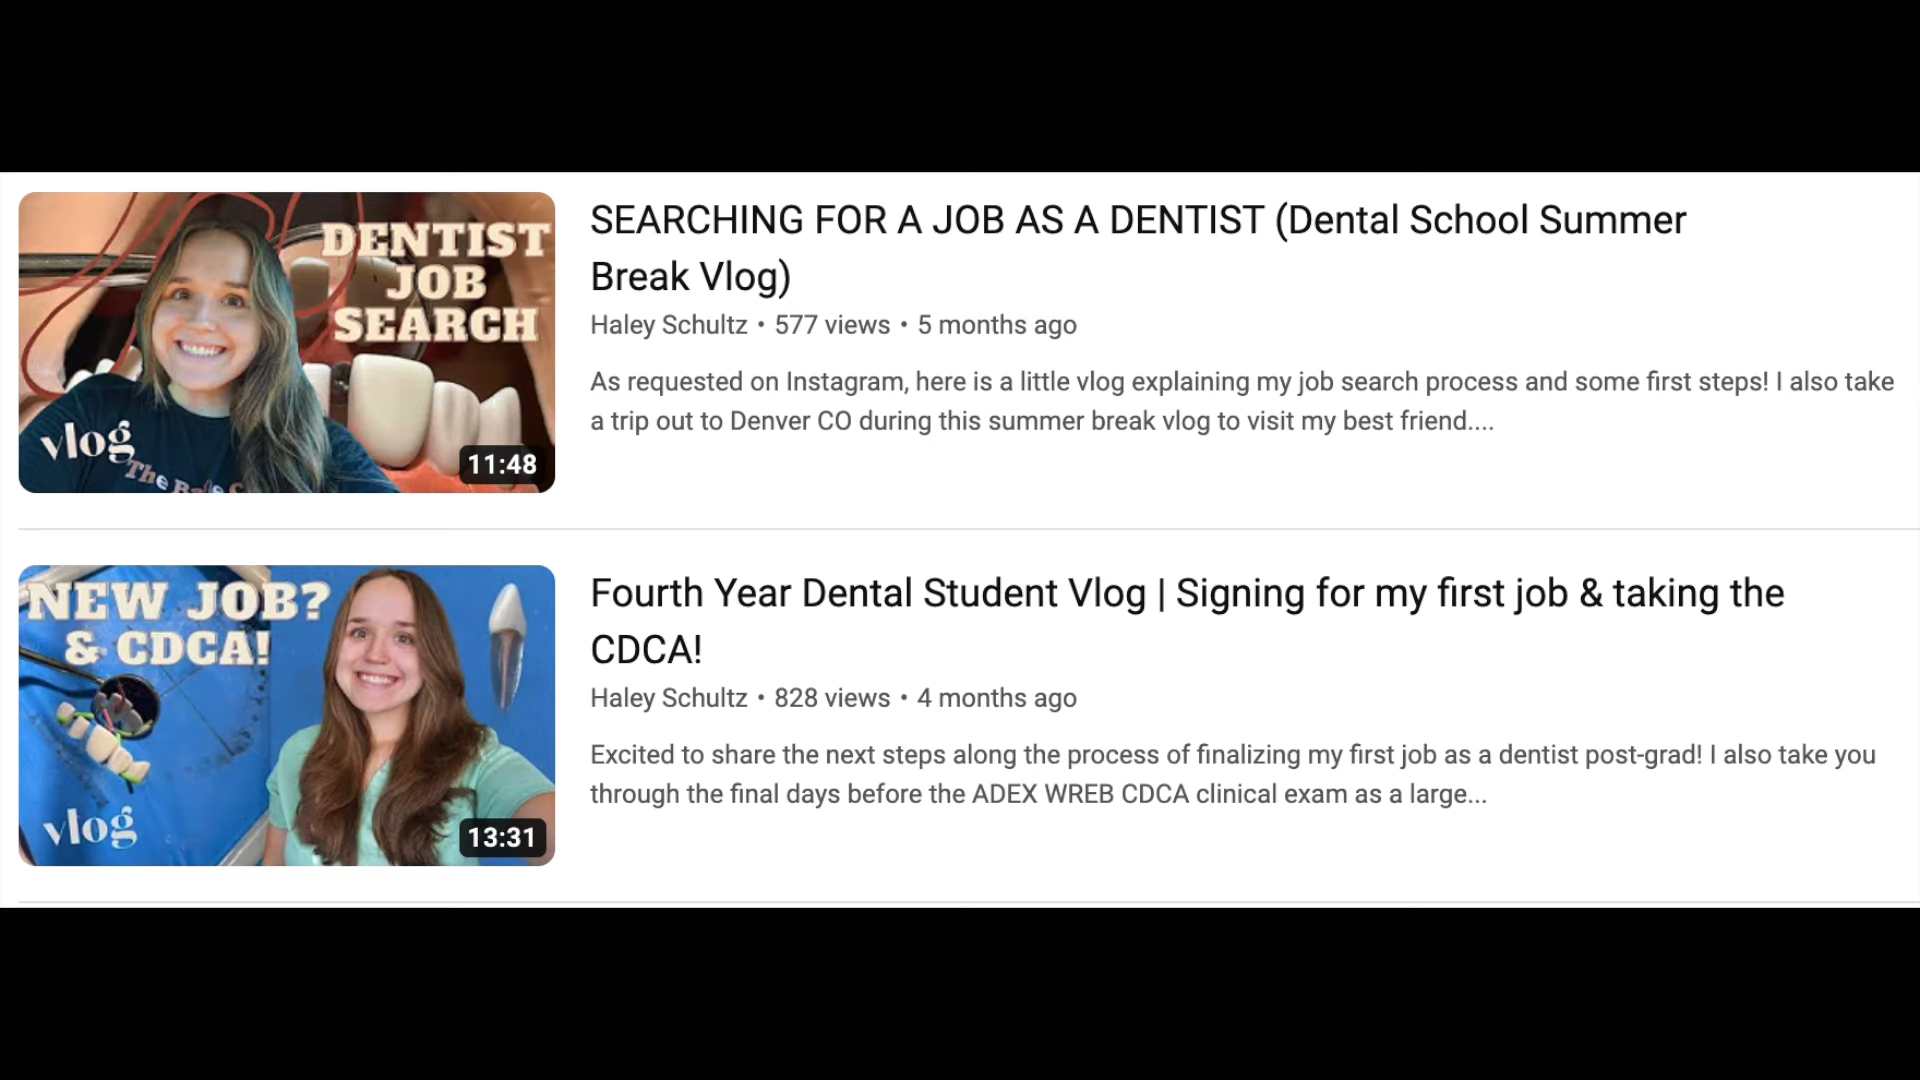 DENTIST
JOB
SEARCH
vlog
The
11:48
SEARCHING FOR A JOB AS A DENTIST (Dental School Summer
Break Vlog)
Haley Schultz • 577 views • 5 months ago
As requested on Instagram, here is a little vlog explaining my job search process and some first steps! I also take
a trip out to Denver CO during this summer break vlog to visit my best friend....
NEW JOB?
& CDCA!
vlog
13:31
Fourth Year Dental Student Vlog | Signing for my first job & taking the
CDCA!
Haley Schultz • 828 views • 4 months ago
Excited to share the next steps along the process of finalizing my first job as a dentist post-grad! I also take you
through the final days before the ADEX WREB CDCA clinical exam as a large...